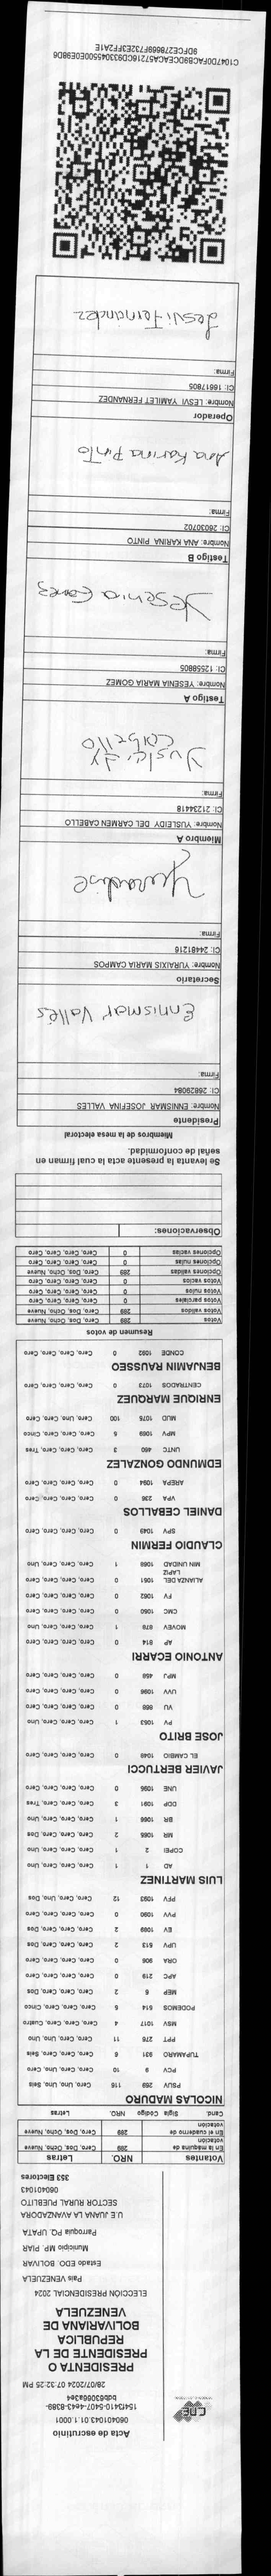 CNE
Acta de escrutinio
060401043.01.1.0001
154f3410-5407-4e43-8389-
bdb63066a3e4
28/07/2024 07:32:25 PM
PRESIDENTA O
PRESIDENTE DE LA
REPUBLICA
BOLIVARIANA DE
VENEZUELA
ELECCIÓN PRESIDENCIAL 2024
País VENEZUELA
Estado EDO. BOLIVAR
Municipio MP. PIAR
Parroquia PQ. UPATA
U.E JUANA LA AVANZADORA
SECTOR RURAL PUEBLITO
060401043
353 Electores
Votantes NRO. Letras
En la máquina de votación 289 Cero, Dos, Ocho, Nueve
En el cuaderno de votación 289 Cero, Dos, Ocho, Nueve
Cand. Sigla Código NRO. Letras
NICOLAS MADURO
PSUV 269 116 Cero, Uno, Uno, Seis
PCV 9 10 Cero, Cero, Uno, Cero
TUPAMARO 931 6 Cero, Cero, Cero, Seis
PPT 276 11 Cero, Cero, Uno, Uno
MSV 1017 4 Cero, Cero, Cero, Cuatro
PODEMOS 514 5 Cero, Cero, Cero, Cinco
MEP 6 2 Cero, Cero, Cero, Dos
APC 219 0 Cero, Cero, Cero, Cero
ORA 906 0 Cero, Cero, Cero, Cero
UPV 513 2 Cero, Cero, Cero, Dos
EV 1089 2 Cero, Cero, Cero, Dos
PVV 1090 0 Cero, Cero, Cero, Cero
PFV 1093 12 Cero, Cero, Uno, Dos
LUIS MARTINEZ
AD 1 1 Cero, Cero, Cero, Uno
COPEI 2 1 Cero, Cero, Cero, Uno
MR 1065 2 Cero, Cero, Cero, Dos
BR 1066 1 Cero, Cero, Cero, Uno
DDP 1091 3 Cero, Cero, Cero, Tres
UNE 1095 0 Cero, Cero, Cero, Cero
JAVIER BERTUCCI
EL CAMBIO 1048 0 Cero, Cero, Cero, Cero
JOSE BRITO
PV 1053 1 Cero, Cero, Cero, Uno
VU 868 0 Cero, Cero, Cero, Cero
UVV 1086 0 Cero, Cero, Cero, Cero
MPJ 458 0 Cero, Cero, Cero, Cero
ANTONIO ECARRI
AP 814 0 Cero, Cero, Cero, Cero
MOVEV 878 1 Cero, Cero, Cero, Uno
CMC 1050 0 Cero, Cero, Cero, Cero
FV 1062 0 Cero, Cero, Cero, Cero
ALIANZA DEL LAPIZ 1051 0 Cero, Cero, Cero, Cero
MIN UNIDAD 1068 1 Cero, Cero, Cero, Uno
CLAUDIO FERMIN
SPV 1049 0 Cero, Cero, Cero, Cero
DANIEL CEBALLOS
VPA 236 0 Cero, Cero, Cero, Cero
AREPA 1094 0 Cero, Cero, Cero, Cero
EDMUNDO GONZALEZ
UNTC 460 3 Cero, Cero, Cero, Tres
MPV 1069 5 Cero, Cero, Cero, Cinco
MUD 1075 100 Cero, Uno, Cero, Cero
ENRIQUE MARQUEZ
CENTRADOS 1073 0 Cero, Cero, Cero, Cero
BENJAMIN RAUSSEO
CONDE 1092 0 Cero, Cero, Cero, Cero
Resumen de votos
Votos 289 Cero, Dos, Ocho, Nueve
Votos validos 289 Cero, Dos, Ocho, Nueve
Votos parciales 0 Cero, Cero, Cero, Cero
Votos nulos 0 Cero, Cero, Cero, Cero
Votos vacios 0 Cero, Cero, Cero, Cero
Opciones validas 289 Cero, Dos, Ocho, Nueve
Opciones nulas 0 Cero, Cero, Cero, Cero
Opciones vacias 0 Cero, Cero, Cero, Cero
Observaciones:
Se levanta la presente acta la cual firman en
señal de conformidad.
Miembros de la mesa electoral
Presidente
Nombre: ENNISMAR JOSEFINA VALLES
CI: 26829084
Firma:
Ennismar Vallés
Secretario
Nombre: YURAIXIS MARIA CAMPOS
CI: 24481216
Firma:
Miembro A
Nombre: YUSLEIDY DEL CARMEN CABELLO
CI: 21234418
Firma:
Yusleidy
Cabello
Testigo A
Nombre: YESENIA MARIA GOMEZ
CI: 12558805
Firma:
Yesenia Gomez
Testigo B
Nombre: ANA KARINA PINTO
CI: 26030702
Firma:
Ana Karina Pinto
Operador
Nombre: LESVI YAMILET FERNANDEZ
CI: 16617805
Firma:
Lesvi Fernández
C1047D0FACB9DCEACA57216CD933045500E0E98D6
9DFCE278669F732E3FF2A1E